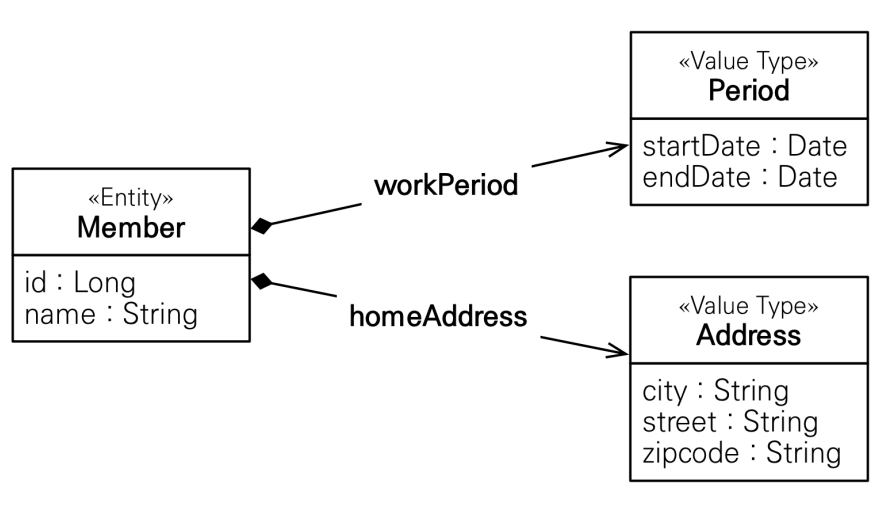 «Entity»
Member
id : Long
name : String
workPeriod
homeAddress
«Value Type»
Period
startDate : Date
endDate : Date
«Value Type»
Address
city : String
street : String
zipcode : String